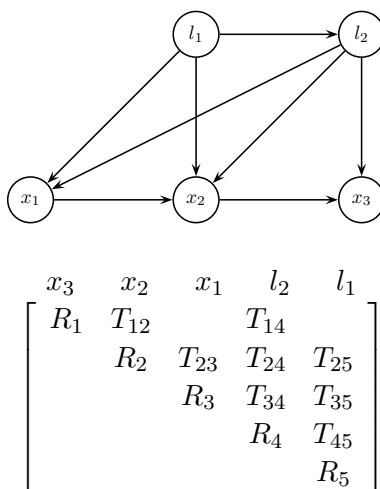 l₁ l₂
x₁ x₂ x₃
x₃ x₂ x₁ l₂ l₁
R₁ T₁₂ T₁₄
R₂ T₂₃ T₂₄ T₂₅
R₃ T₃₄ T₃₅
R₄ T₄₅
R₅